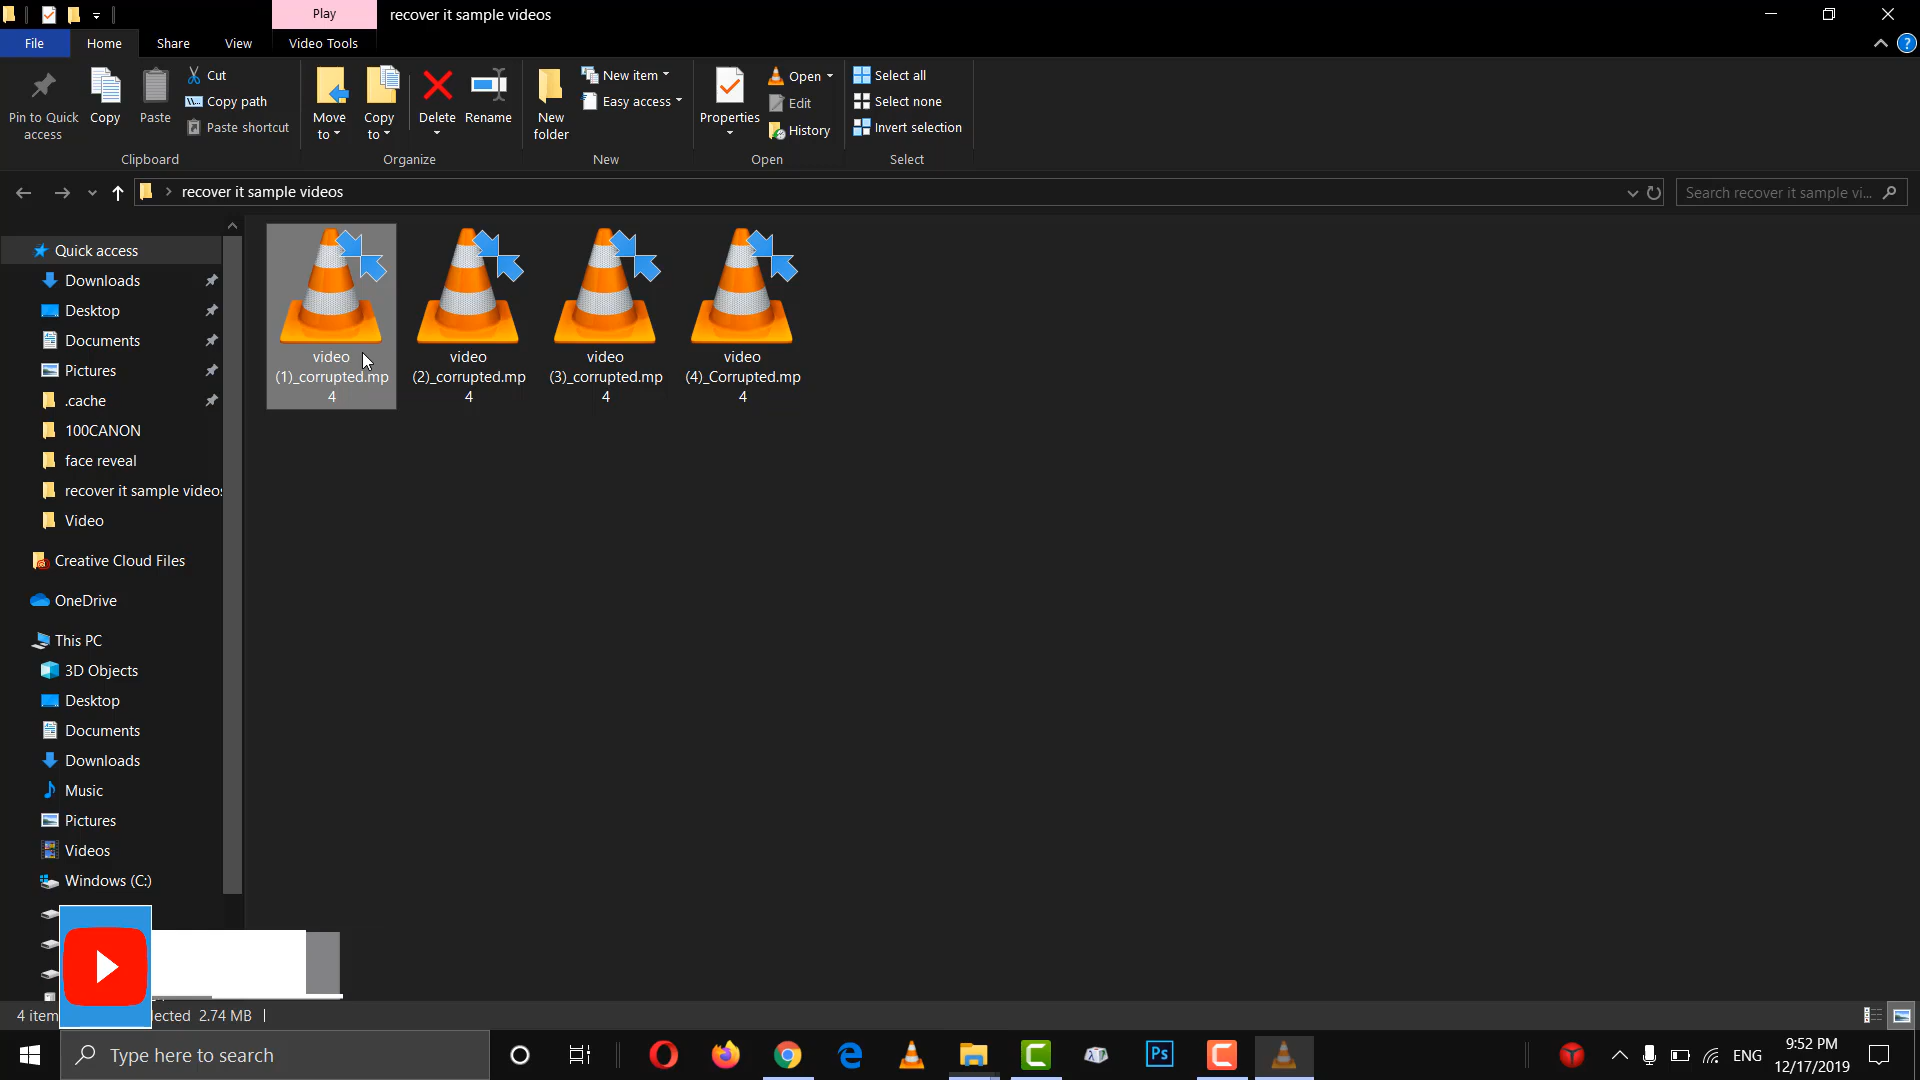 Play
recover it sample videos
File
Home
Share
View
Video Tools
Pin to Quick
access
Copy
Paste
Cut
Copy path
Paste shortcut
Clipboard
Move
to
Copy
to
Delete
Rename
Organize
New
folder
New item
Easy access
New
Properties
Open
Edit
History
Open
Select all
Select none
Invert selection
Select
recover it sample videos
Search recover it sample vi...
Quick access
Downloads
Desktop
Documents
Pictures
.cache
100CANON
face reveal
recover it sample videos
Video
Creative Cloud Files
OneDrive
This PC
3D Objects
Desktop
Documents
Downloads
Music
Pictures
Videos
Windows (C:)
video
(1)_corrupted.mp
4
video
(2)_corrupted.mp
4
video
(3)_corrupted.mp
4
video
(4)_Corrupted.mp
4
4 item
lected 2.74 MB
Type here to search
Ps
ENG
9:52 PM
12/17/2019